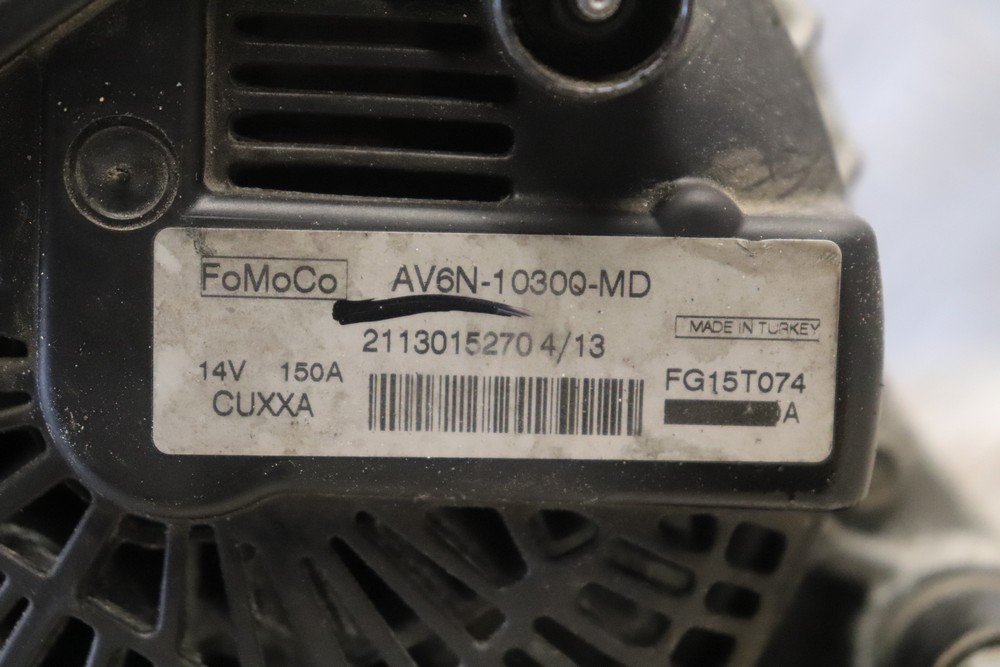 FoMoCo AV6N-10300-MD
MADE IN TURKEY
2113015270 4/13
14V 150A
FG15T074
CUXXA
A